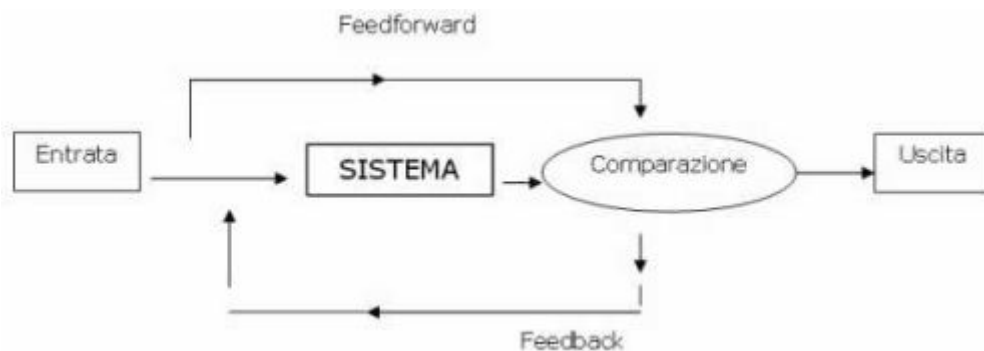 Feedforward
Entrata
SISTEMA
Comparazione
Uscita
Feedback